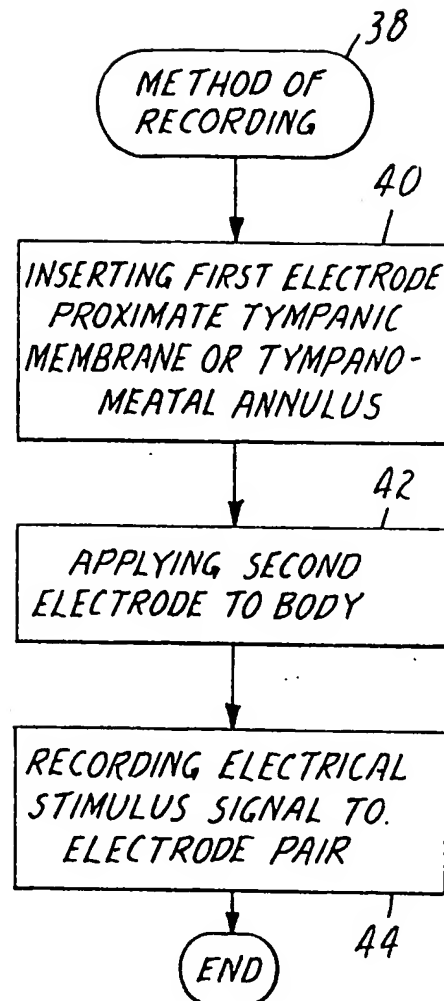 38
METHOD OF
RECORDING
40
INSERTING FIRST ELECTRODE
PROXIMATE TYMPANIC
MEMBRANE OR TYMPANO-
MEATAL ANNULUS
42
APPLYING SECOND
ELECTRODE TO BODY
RECORDING ELECTRICAL
STIMULUS SIGNAL TO.
ELECTRODE PAIR
44
END